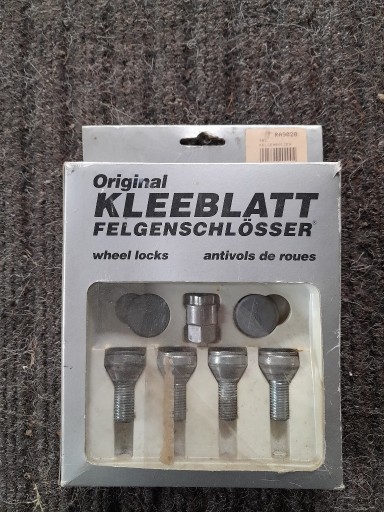 Original
KLEEBLATT
FELGENSCHLÖSSER®
wheel locks antivols de roues